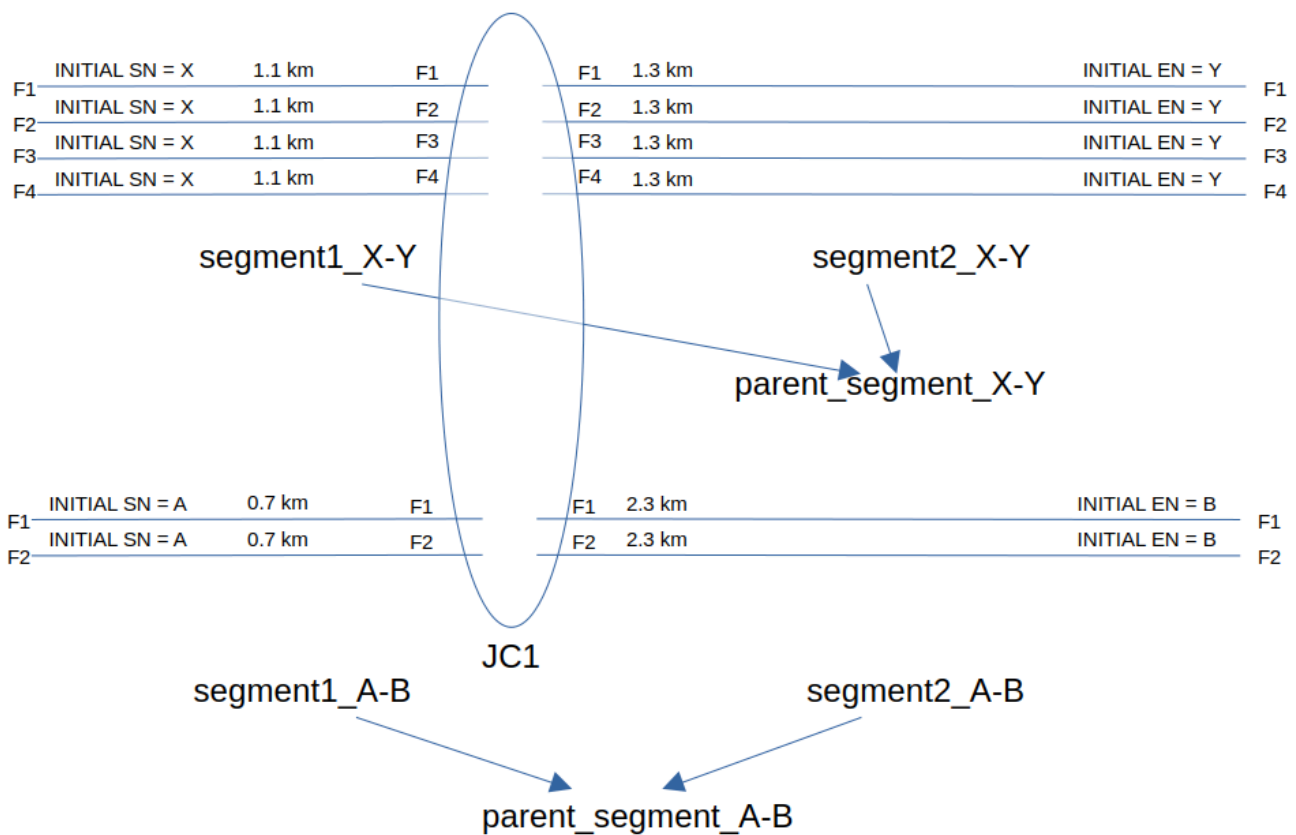 INITIAL SN = X 1.1 km F1 F1 1.3 km INITIAL EN = Y
F1 F1
INITIAL SN = X 1.1 km F2 F2 1.3 km INITIAL EN = Y
F2 F2
INITIAL SN = X 1.1 km F3 F3 1.3 km INITIAL EN = Y
F3 F3
INITIAL SN = X 1.1 km F4 F4 1.3 km INITIAL EN = Y
F4 F4
segment1_X-Y segment2_X-Y
parent_segment_X-Y
INITIAL SN = A 0.7 km F1 F1 2.3 km INITIAL EN = B
F1 F1
INITIAL SN = A 0.7 km F2 F2 2.3 km INITIAL EN = B
F2 F2
JC1
segment1_A-B segment2_A-B
parent_segment_A-B